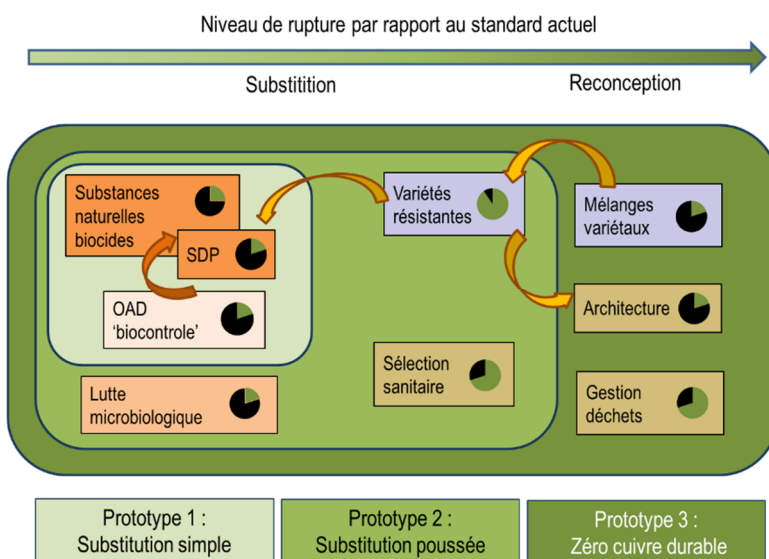 Niveau de rupture par rapport au standard actuel
Substitition
Reconception
Substances
naturelles
biocides
SDP
OAD
‘biocontrole’
Lutte
microbiologique
Variétés
résistantes
Sélection
sanitaire
Mélanges
variétaux
Architecture
Gestion
déchets
Prototype 1 :
Substitution simple
Prototype 2 :
Substitution poussée
Prototype 3 :
Zéro cuivre durable